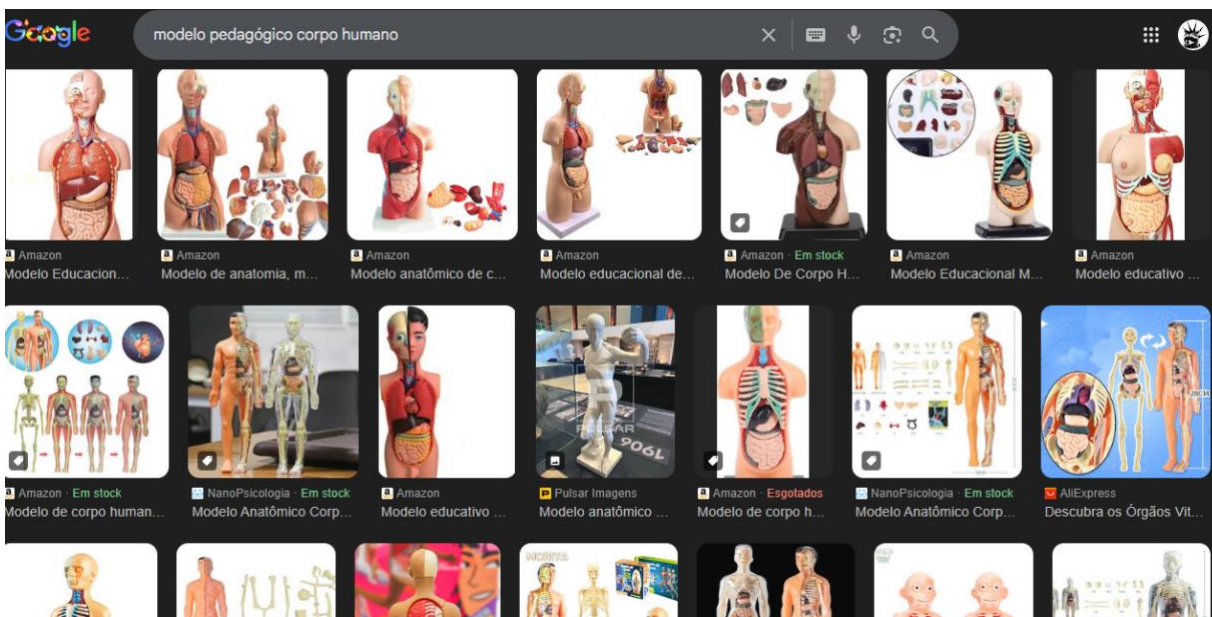 Google
modelo pedagógico corpo humano
Amazon
Modelo Educacion...
Amazon
Modelo de anatomia, m...
Amazon
Modelo anatômico de c...
Amazon
Modelo educacional de...
Amazon · Em stock
Modelo De Corpo H...
Amazon
Modelo Educacional M...
Amazon
Modelo educativo ...
Amazon · Em stock
Modelo de corpo human...
NanoPsicologia · Em stock
Modelo Anatômico Corp...
Amazon
Modelo educativo ...
PULSAR
1906
Pulsar Imagens
Modelo anatômico ...
Amazon · Esgotados
Modelo de corpo h...
NanoPsicologia · Em stock
Modelo Anatômico Corp...
29CM
AliExpress
Descubra os Órgãos Vit...